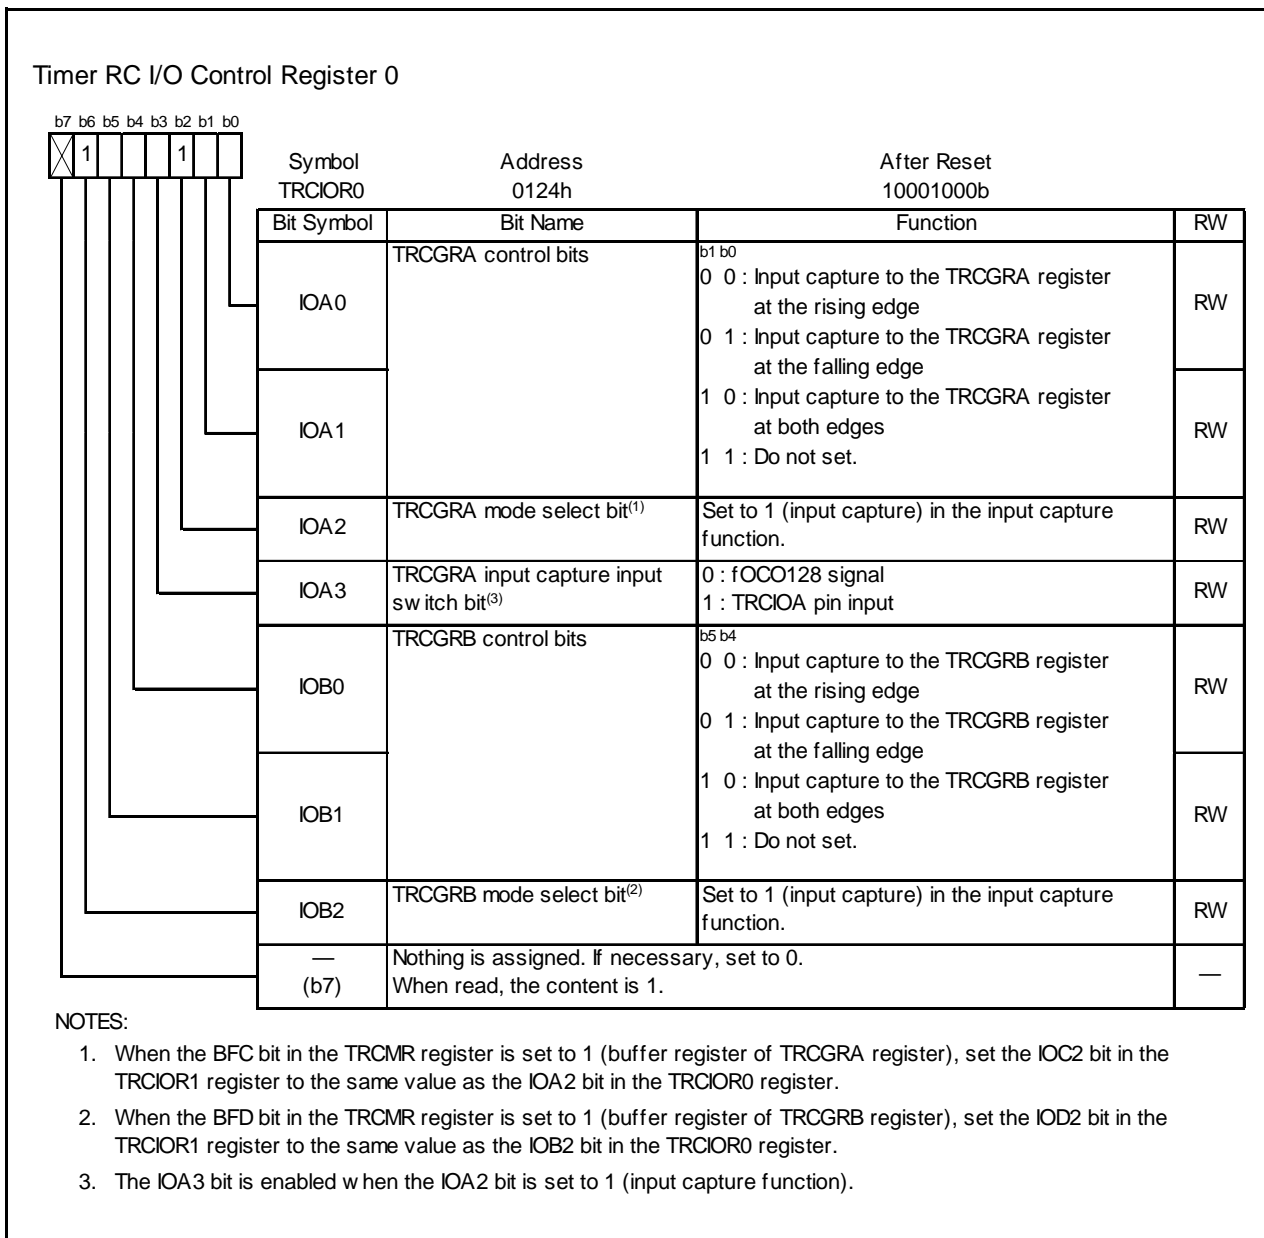 Timer RC I/O Control Register 0
b7 b6 b5 b4 b3 b2 b1 b0
1 1
Symbol Address After Reset
TRCIOR0 0124h 10001000b
Bit Symbol Bit Name Function RW
IOA0 TRCGRA control bits b1 b0
0 0 : Input capture to the TRCGRA register
at the rising edge RW
0 1 : Input capture to the TRCGRA register
at the falling edge
IOA1 1 0 : Input capture to the TRCGRA register
at both edges RW
1 1 : Do not set.
IOA2 TRCGRA mode select bit(1) Set to 1 (input capture) in the input capture
function. RW
IOA3 TRCGRA input capture input
switch bit(3) 0 : fOCO128 signal
1 : TRCIOA pin input RW
IOB0 TRCGRB control bits b5 b4
0 0 : Input capture to the TRCGRB register
at the rising edge RW
0 1 : Input capture to the TRCGRB register
at the falling edge
IOB1 1 0 : Input capture to the TRCGRB register
at both edges RW
1 1 : Do not set.
IOB2 TRCGRB mode select bit(2) Set to 1 (input capture) in the input capture
function. RW
— Nothing is assigned. If necessary, set to 0. —
(b7) When read, the content is 1.
NOTES:
1. When the BFC bit in the TRCMR register is set to 1 (buffer register of TRCGRA register), set the IOC2 bit in the
TRCIOR1 register to the same value as the IOA2 bit in the TRCIOR0 register.
2. When the BFD bit in the TRCMR register is set to 1 (buffer register of TRCGRB register), set the IOD2 bit in the
TRCIOR1 register to the same value as the IOB2 bit in the TRCIOR0 register.
3. The IOA3 bit is enabled when the IOA2 bit is set to 1 (input capture function).